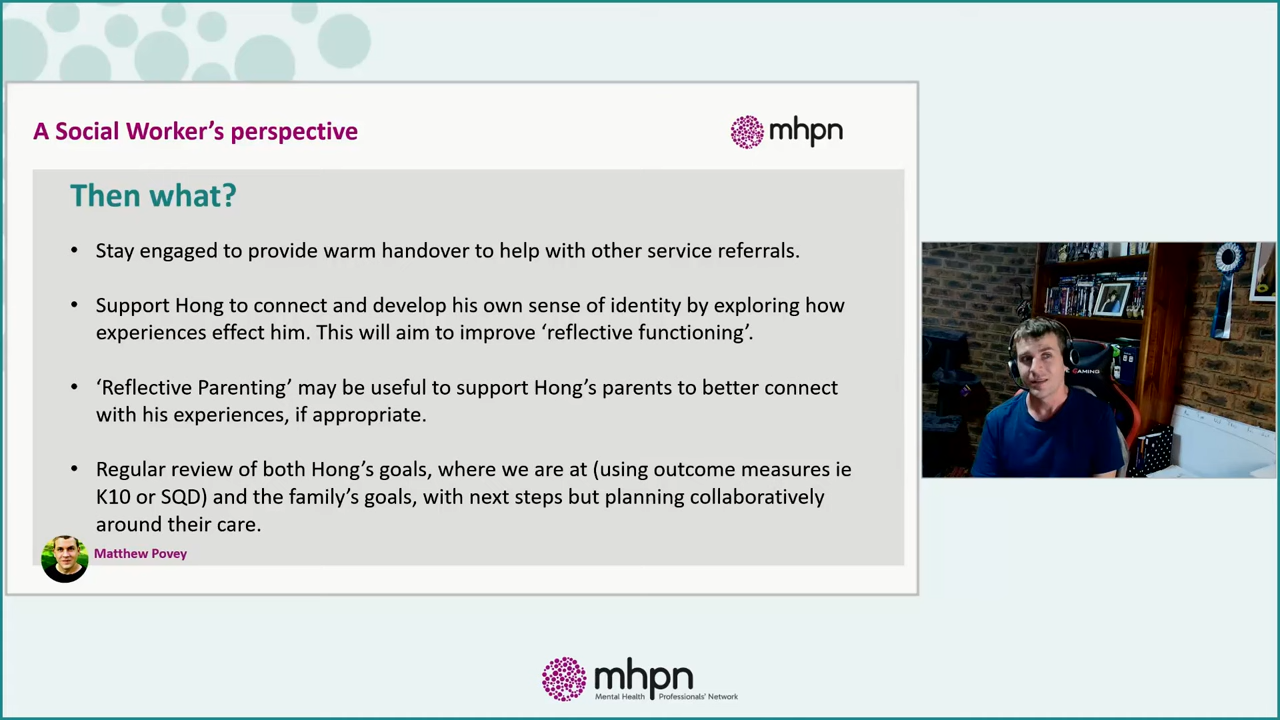 A Social Worker's perspective
mhpn
Then what?
• Stay engaged to provide warm handover to help with other service referrals.
• Support Hong to connect and develop his own sense of identity by exploring how
experiences effect him. This will aim to improve ‘reflective functioning’.
• ‘Reflective Parenting’ may be useful to support Hong’s parents to better connect
with his experiences, if appropriate.
• Regular review of both Hong’s goals, where we are at (using outcome measures ie
K10 or SQD) and the family’s goals, with next steps but planning collaboratively
around their care.
Matthew Povey
GAMING
mhpn
Mental Health Professionals' Network